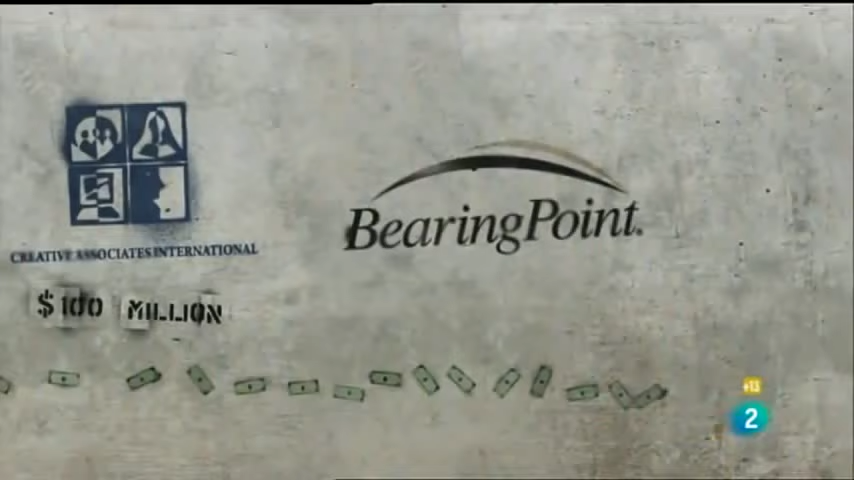 CREATIVE ASSOCIATES INTERNATIONAL
$100 MILLION
BearingPoint.
+13
2